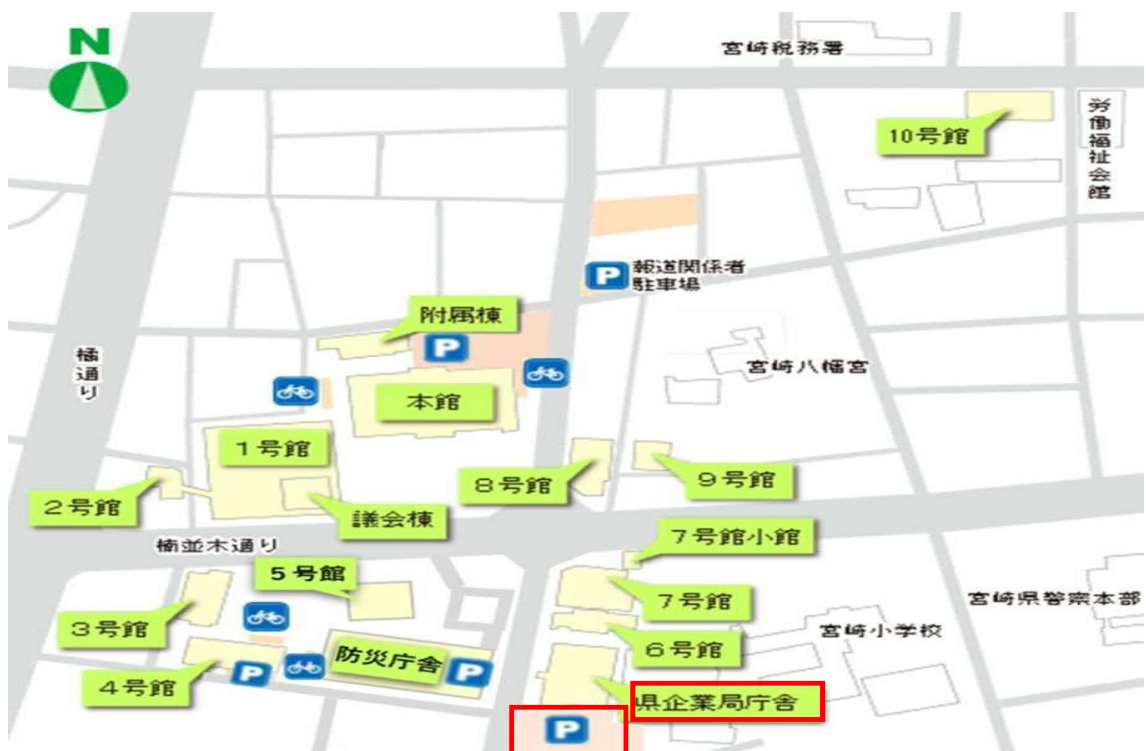 N
宮崎税務署
10号館
労働福祉会館
P
報道関係者
駐車場
附属棟
P
橘通り
宮崎八幡宮
本館
1号館
8号館
9号館
2号館
議会棟
楠並木通り
7号館小館
5号館
7号館
宮崎県警察本部
3号館
宮崎小学校
6号館
防災庁舎
P
P
4号館
県企業局庁舎
P